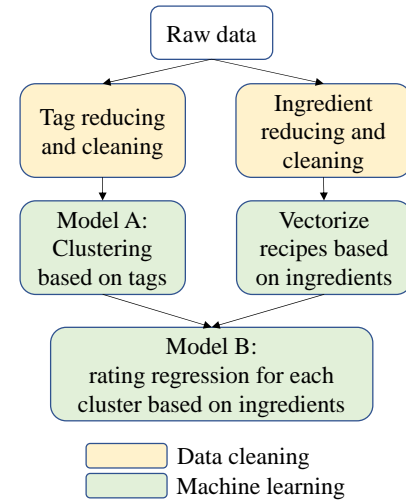 Raw data
Tag reducing
and cleaning
Ingredient
reducing and
cleaning
Model A:
Clustering
based on tags
Vectorize
recipes based
on ingredients
Model B:
rating regression for each
cluster based on ingredients
Data cleaning
Machine learning